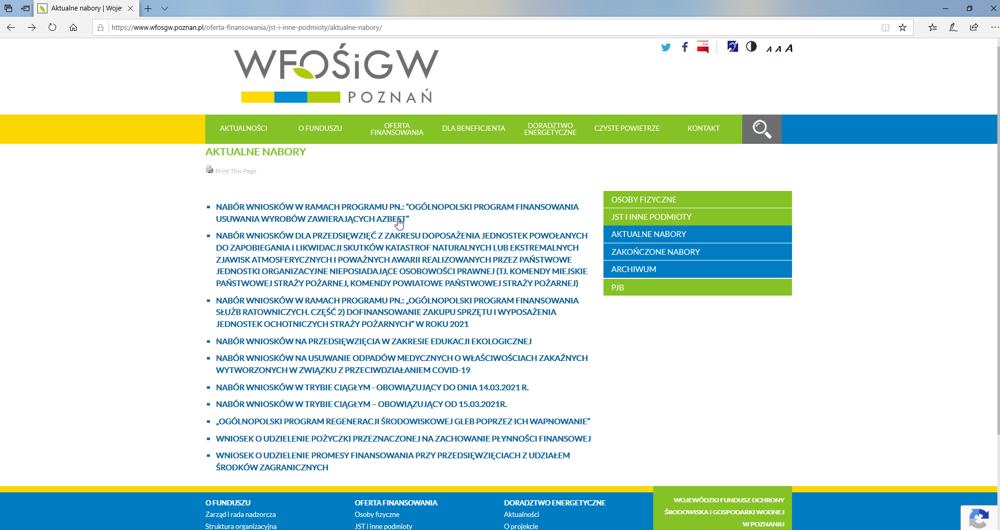 Aktualne nabory | Woje
https://www.wfosgw.poznan.pl/oferta-finansowania/jst-i-inne-podmioty/aktualne-nabory/
WFOŚiGW
POZNAŃ
bip
A A A
AKTUALNOŚCI
O FUNDUSZU
OFERTA
FINANSOWANIA
DLA BENEFICJENTA
DORADZTWO
ENERGETYCZNE
CZYSTE POWIETRZE
KONTAKT
AKTUALNE NABORY
Print This Page
NABÓR WNIOSKÓW W RAMACH PROGRAMU PN.: ”OGÓLNOPOLSKI PROGRAM FINANSOWANIA
USUWANIA WYROBÓW ZAWIERAJĄCYCH AZBEST”
NABÓR WNIOSKÓW DLA PRZEDSIĘWZIĘĆ Z ZAKRESU DOPOSAŻENIA JEDNOSTEK POWOŁANYCH
DO ZAPOBIEGANIA I LIKWIDACJI SKUTKÓW KATASTROF NATURALNYCH LUB EKSTREMALNYCH
ZJAWISK ATMOSFERYCZNYCH I POWAŻNYCH AWARII REALIZOWANYCH PRZEZ PAŃSTWOWE
JEDNOSTKI ORGANIZACYJNE NIEPOSIADAJĄCE OSOBOWOŚCI PRAWNEJ (TJ. KOMENDY MIEJSKIE
PAŃSTWOWEJ STRAŻY POŻARNEJ, KOMENDY POWIATOWE PAŃSTWOWEJ STRAŻY POŻARNEJ)
NABÓR WNIOSKÓW W RAMACH PROGRAMU PN.: „OGÓLNOPOLSKI PROGRAM FINANSOWANIA
SŁUŻB RATOWNICZYCH. CZĘŚĆ 2) DOFINANSOWANIE ZAKUPU SPRZĘTU I WYPOSAŻENIA
JEDNOSTEK OCHOTNICZYCH STRAŻY POŻARNYCH” W ROKU 2021
NABÓR WNIOSKÓW NA PRZEDSIĘWZIĘCIA W ZAKRESIE EDUKACJI EKOLOGICZNEJ
NABÓR WNIOSKÓW NA USUWANIE ODPADÓW MEDYCZNYCH O WŁAŚCIWOŚCIACH ZAKAŹNYCH
WYTWORZONYCH W ZWIĄZKU Z PRZECIWDZIAŁANIEM COVID-19
NABÓR WNIOSKÓW W TRYBIE CIĄGŁYM - OBOWIĄZUJĄCY DO DNIA 14.03.2021 R.
NABÓR WNIOSKÓW W TRYBIE CIĄGŁYM – OBOWIĄZUJĄCY OD 15.03.2021R.
„OGÓLNOPOLSKI PROGRAM REGENERACJI ŚRODOWISKOWEJ GLEB POPRZEZ ICH WAPNOWANIE”
WNIOSEK O UDZIELENIE POŻYCZKI PRZEZNACZONEJ NA ZACHOWANIE PŁYNNOŚCI FINANSOWEJ
WNIOSEK O UDZIELENIE PROMESY FINANSOWANIA PRZY PRZEDSIĘWZIĘCIACH Z UDZIAŁEM
ŚRODKÓW ZAGRANICZNYCH
OSOBY FIZYCZNE
JST I INNE PODMIOTY
AKTUALNE NABORY
ZAKOŃCZONE NABORY
ARCHIWUM
PJB
O FUNDUSZU
Zarząd i rada nadzorcza
Struktura organizacyjna
OFERTA FINANSOWANIA
Osoby fizyczne
JST i inne podmioty
DORADZTWO ENERGETYCZNE
Aktualności
O projekcie
WOJEWÓDZKI FUNDUSZ OCHRONY
ŚRODOWISKA I GOSPODARKI WODNEJ
W POZNANIU